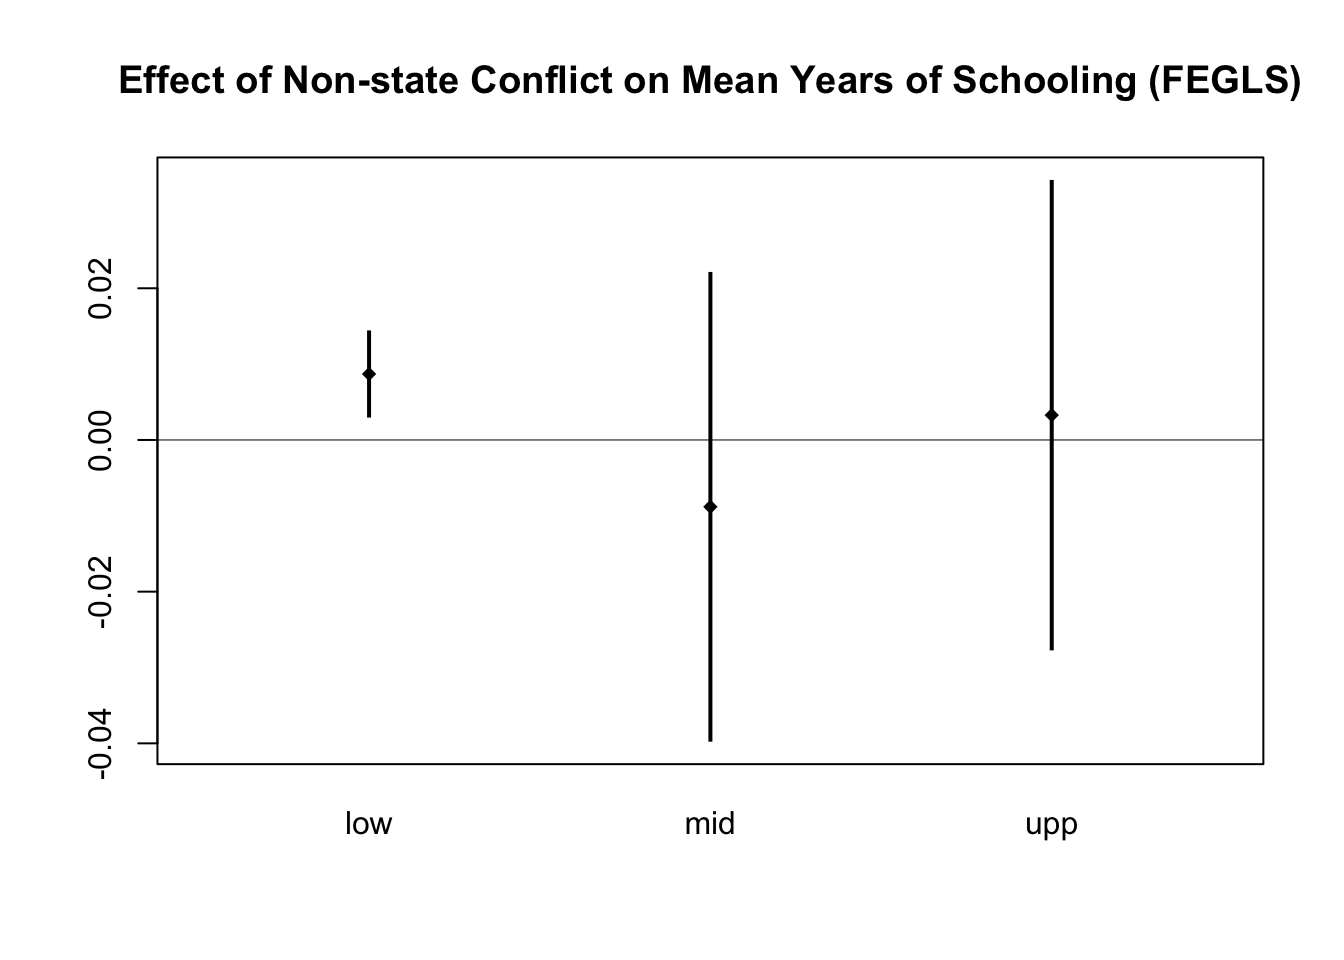 Effect of Non-state Conflict on Mean Years of Schooling (FEGLS)
0.02
0.00
-0.02
-0.04
low mid upp